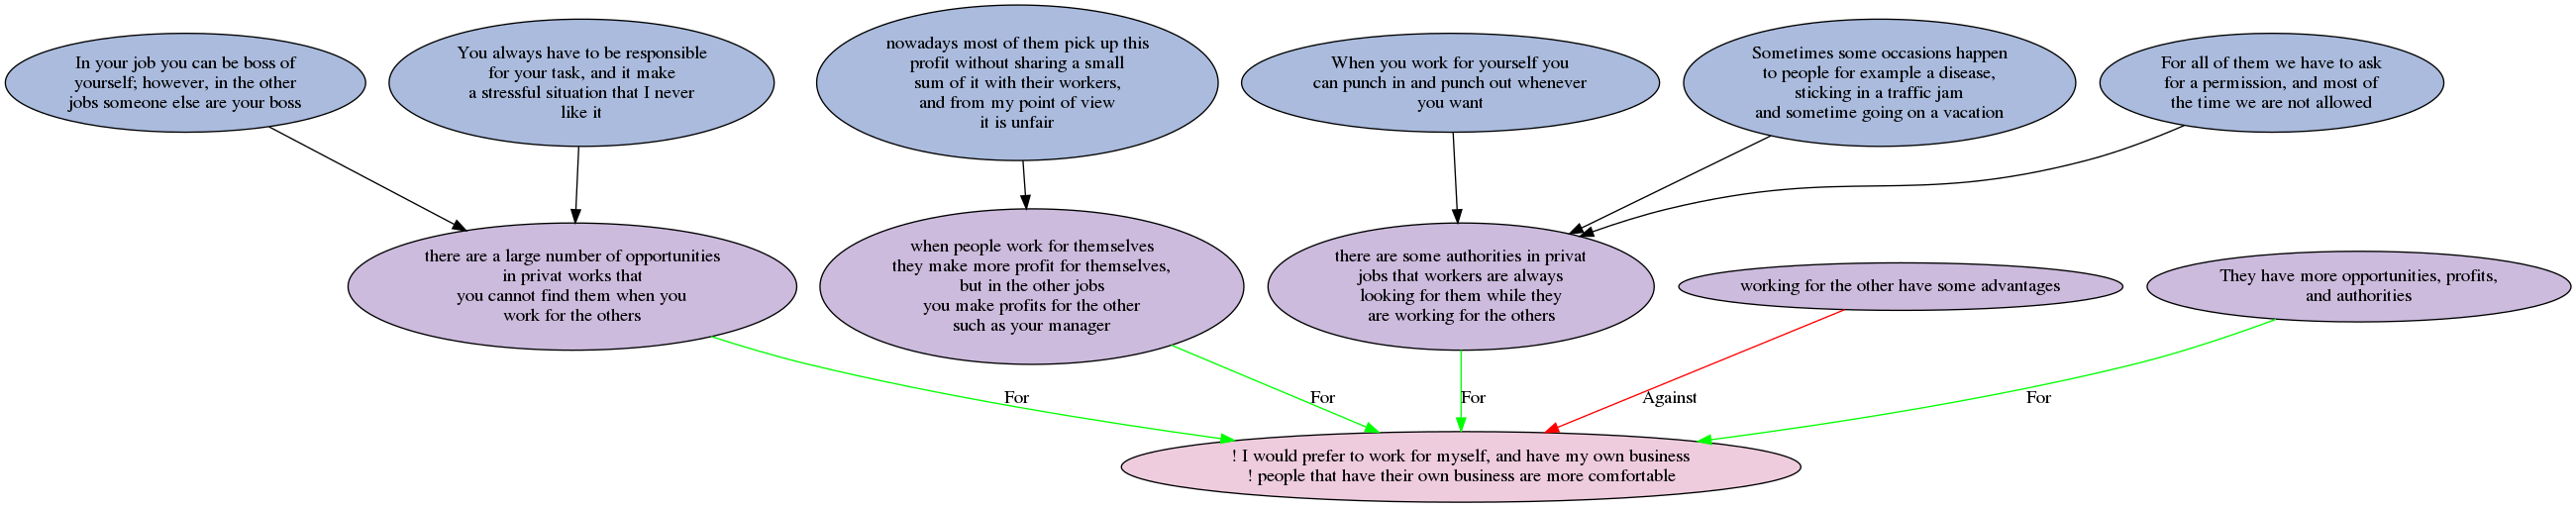 In your job you can be boss of
yourself; however, in the other
jobs someone else are your boss
You always have to be responsible
for your task, and it make
a stressful situation that I never
like it
nowadays most of them pick up this
profit without sharing a small
sum of it with their workers,
and from my point of view
it is unfair
When you work for yourself you
can punch in and punch out whenever
you want
Sometimes some occasions happen
to people for example a disease,
sticking in a traffic jam
and sometime going on a vacation
For all of them we have to ask
for a permission, and most of
the time we are not allowed
there are a large number of opportunities
in privat works that
you cannot find them when you
work for the others
when people work for themselves
they make more profit for themselves,
but in the other jobs
you make profits for the other
such as your manager
there are some authorities in privat
jobs that workers are always
looking for them while they
are working for the others
working for the other have some advantages
They have more opportunities, profits,
and authorities
For
For
For
Against
For
! I would prefer to work for myself, and have my own business
! people that have their own business are more comfortable